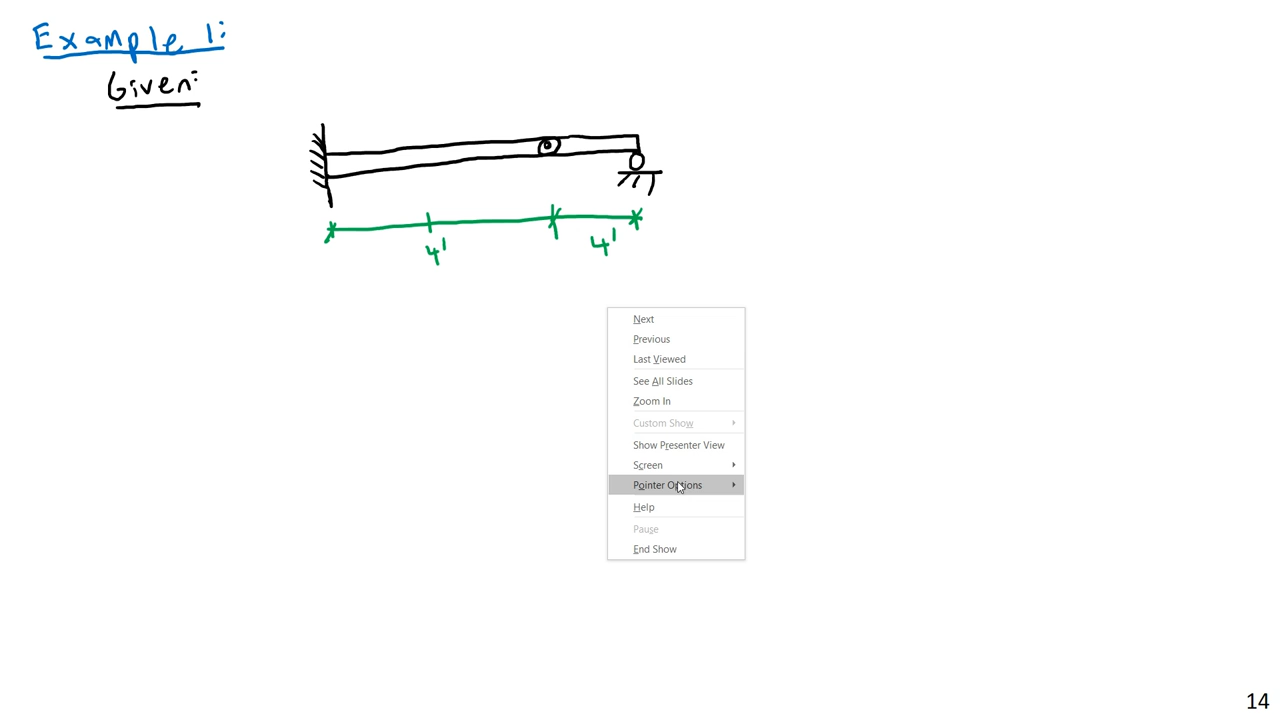 Example 1:
Given:
4'
4'
Next
Previous
Last Viewed
See All Slides
Zoom In
Custom Show
Show Presenter View
Screen
Pointer Options
Help
Pause
End Show
14